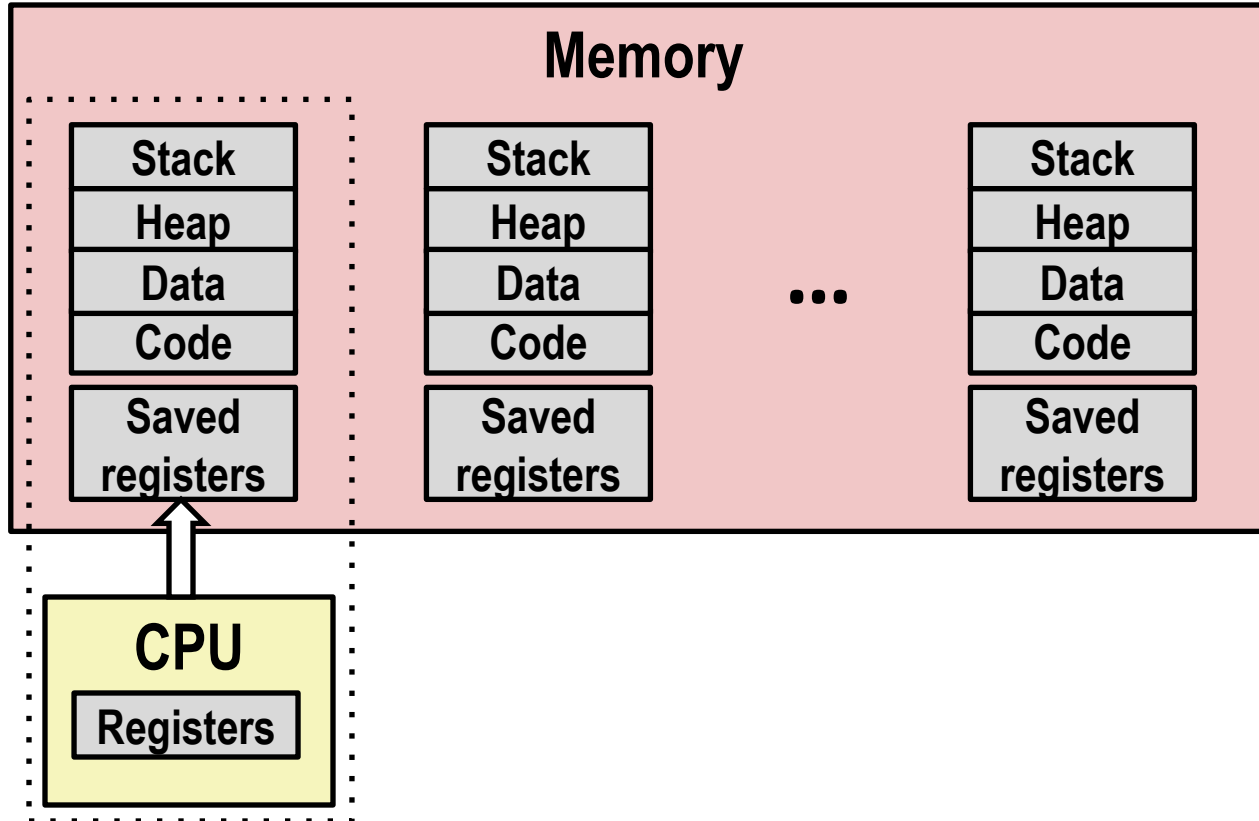 Memory
Stack
Heap
Data
Code
Saved
registers
Stack
Heap
Data
Code
Saved
registers
...
Stack
Heap
Data
Code
Saved
registers
CPU
Registers